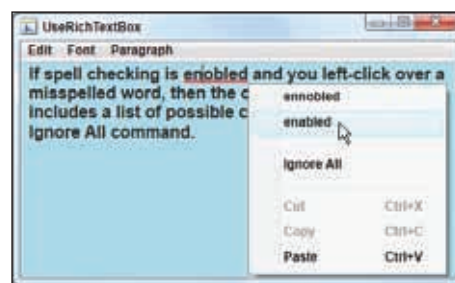 UseRichTextBox
Edit Font Paragraph
If spell checking is enobled and you left-click over a
misspelled word, then the c
includes a list of possible c
Ignore All command.
ennobled
enabled
Ignore All
Cut Ctrl+X
Copy Ctrl+C
Paste Ctrl+V